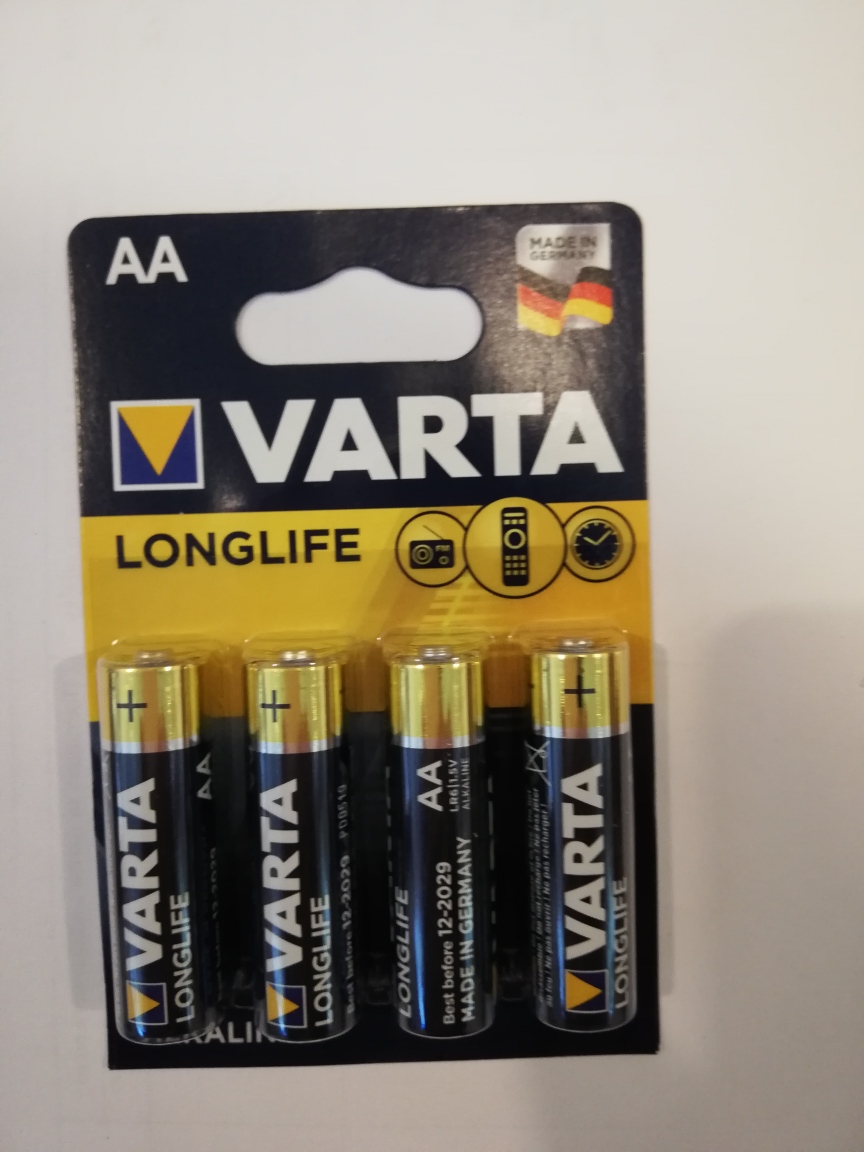 AA
MADE IN
GERMANY
VARTA
LONGLIFE
FM
VARTA
LONGLIFE
AA
VARTA
LONGLIFE
Best before 12-2029
LONGLIFE
AA
LR6|1.5V
ALKALINE
Best before 12-2029
MADE IN GERMANY
VARTA
LONGLIFE